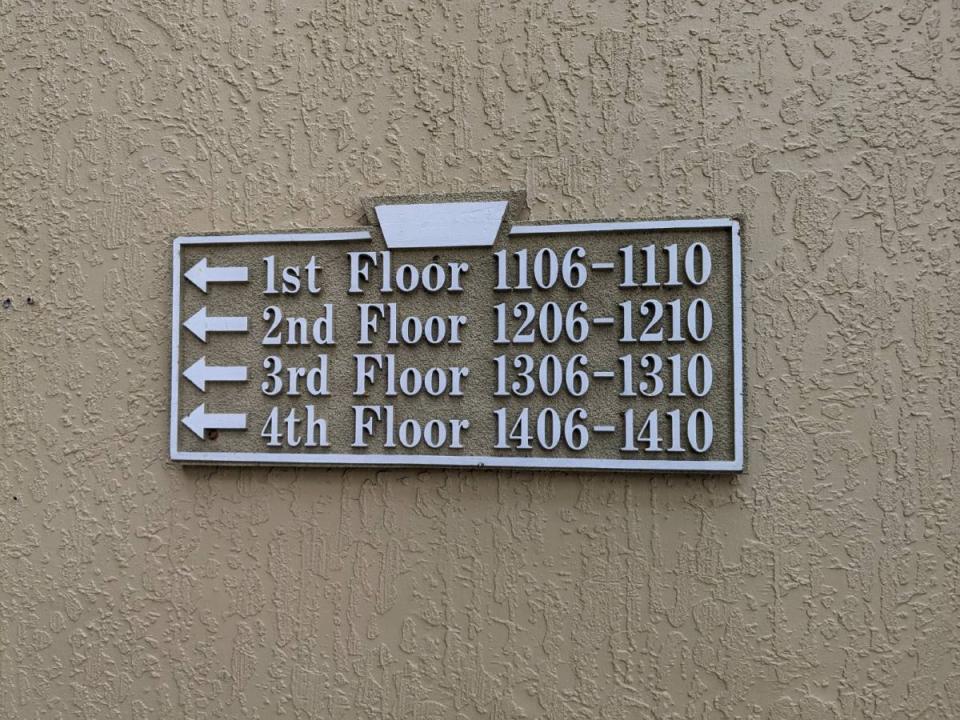 1st Floor 1106-1110
2nd Floor 1206-1210
3rd Floor 1306-1310
4th Floor 1406-1410